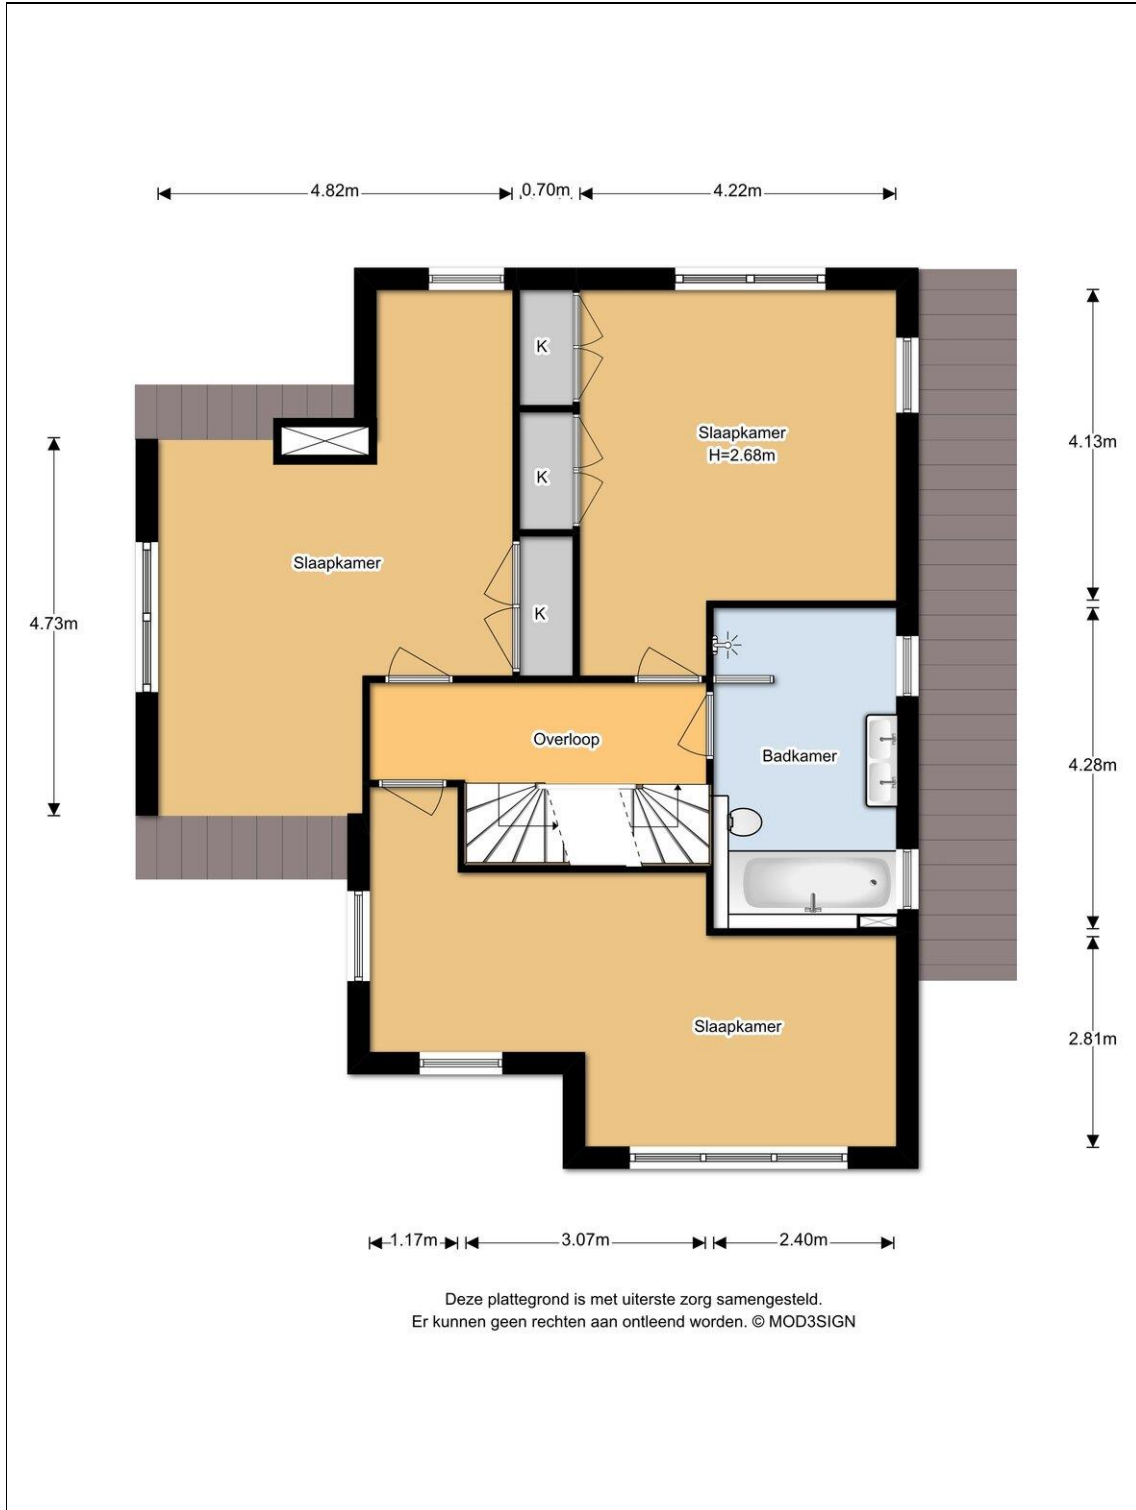 4.82m
0.70m
4.22m
K
Slaapkamer
H=2.68m
4.13m
K
Slaapkamer
K
4.73m
Overloop
Badkamer
4.28m
Slaapkamer
2.81m
1.17m
3.07m
2.40m
Deze plattegrond is met uiterste zorg samengesteld.
Er kunnen geen rechten aan ontleend worden. © MOD3SIGN